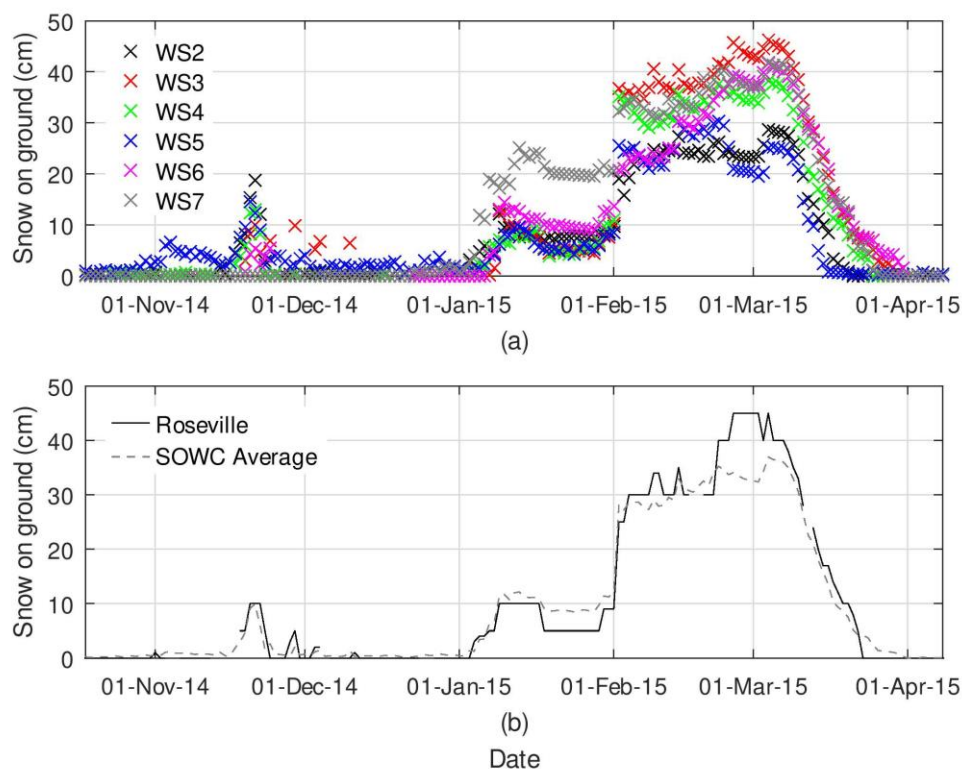 50
40
30
20
10
0
Snow on ground (cm)
WS2
WS3
WS4
WS5
WS6
WS7
01-Nov-14 01-Dec-14 01-Jan-15 01-Feb-15 01-Mar-15 01-Apr-15
(a)
50
40
30
20
10
0
Snow on ground (cm)
Roseville
SOWC Average
01-Nov-14 01-Dec-14 01-Jan-15 01-Feb-15 01-Mar-15 01-Apr-15
(b)
Date